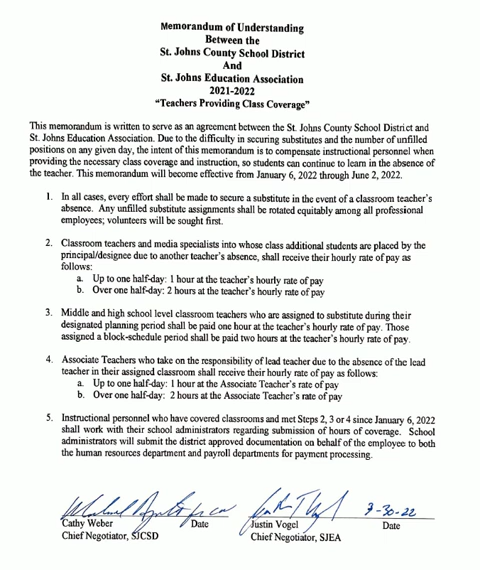 Memorandum of Understanding
Between the
St. Johns County School District
And
St. Johns Education Association
2021-2022
"Teachers Providing Class Coverage"
This memorandum is written to serve as an agreement between the St. Johns County School District and
St. Johns Education Association. Due to the difficulty in securing substitutes and the number of unfilled
positions on any given day, the intent of this memorandum is to compensate instructional personnel when
providing the necessary class coverage and instruction, so students can continue to learn in the absence of
the teacher. This memorandum will become effective from January 6, 2022 through June 2, 2022.
1. In all cases, every effort shall be made to secure a substitute in the event of a classroom teacher's
absence. Any unfilled substitute assignments shall be rotated equitably among all professional
employees; volunteers will be sought first.
2. Classroom teachers and media specialists into whose class additional students are placed by the
principal/designee due to another teacher's absence, shall receive their hourly rate of pay as
follows:
a. Up to one half-day: 1 hour at the teacher's hourly rate of pay
b. Over one half-day: 2 hours at the teacher's hourly rate of pay
3. Middle and high school level classroom teachers who are assigned to substitute during their
designated planning period shall be paid one hour at the teacher's hourly rate of pay. Those
assigned a block-schedule period shall be paid two hours at the teacher's hourly rate of pay.
4. Associate Teachers who take on the responsibility of lead teacher due to the absence of the lead
teacher in their assigned classroom shall receive their hourly rate of pay as follows:
a. Up to one half-day: 1 hour at the Associate Teacher's rate of pay
b. Over one half-day: 2 hours at the Associate Teacher's rate of pay
5. Instructional personnel who have covered classrooms and met Steps 2, 3 or 4 since January 6, 2022
shall work with their school administrators regarding submission of hours of coverage. School
administrators will submit the district approved documentation on behalf of the employee to both
the human resources department and payroll departments for payment processing.
3-30-22
Cathy Weber Date Justin Vogel Date
Chief Negotiator, SJCSD Chief Negotiator, SJEA